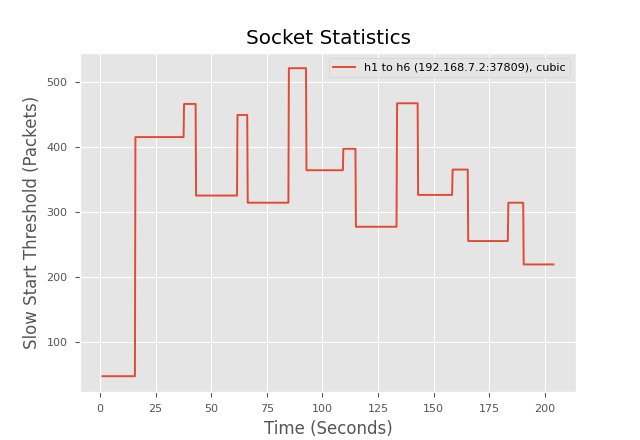 Socket Statistics
h1 to h6 (192.168.7.2:37809), cubic
Slow Start Threshold (Packets)
500
400
300
200
100
0 25 50 75 100 125 150 175 200
Time (Seconds)